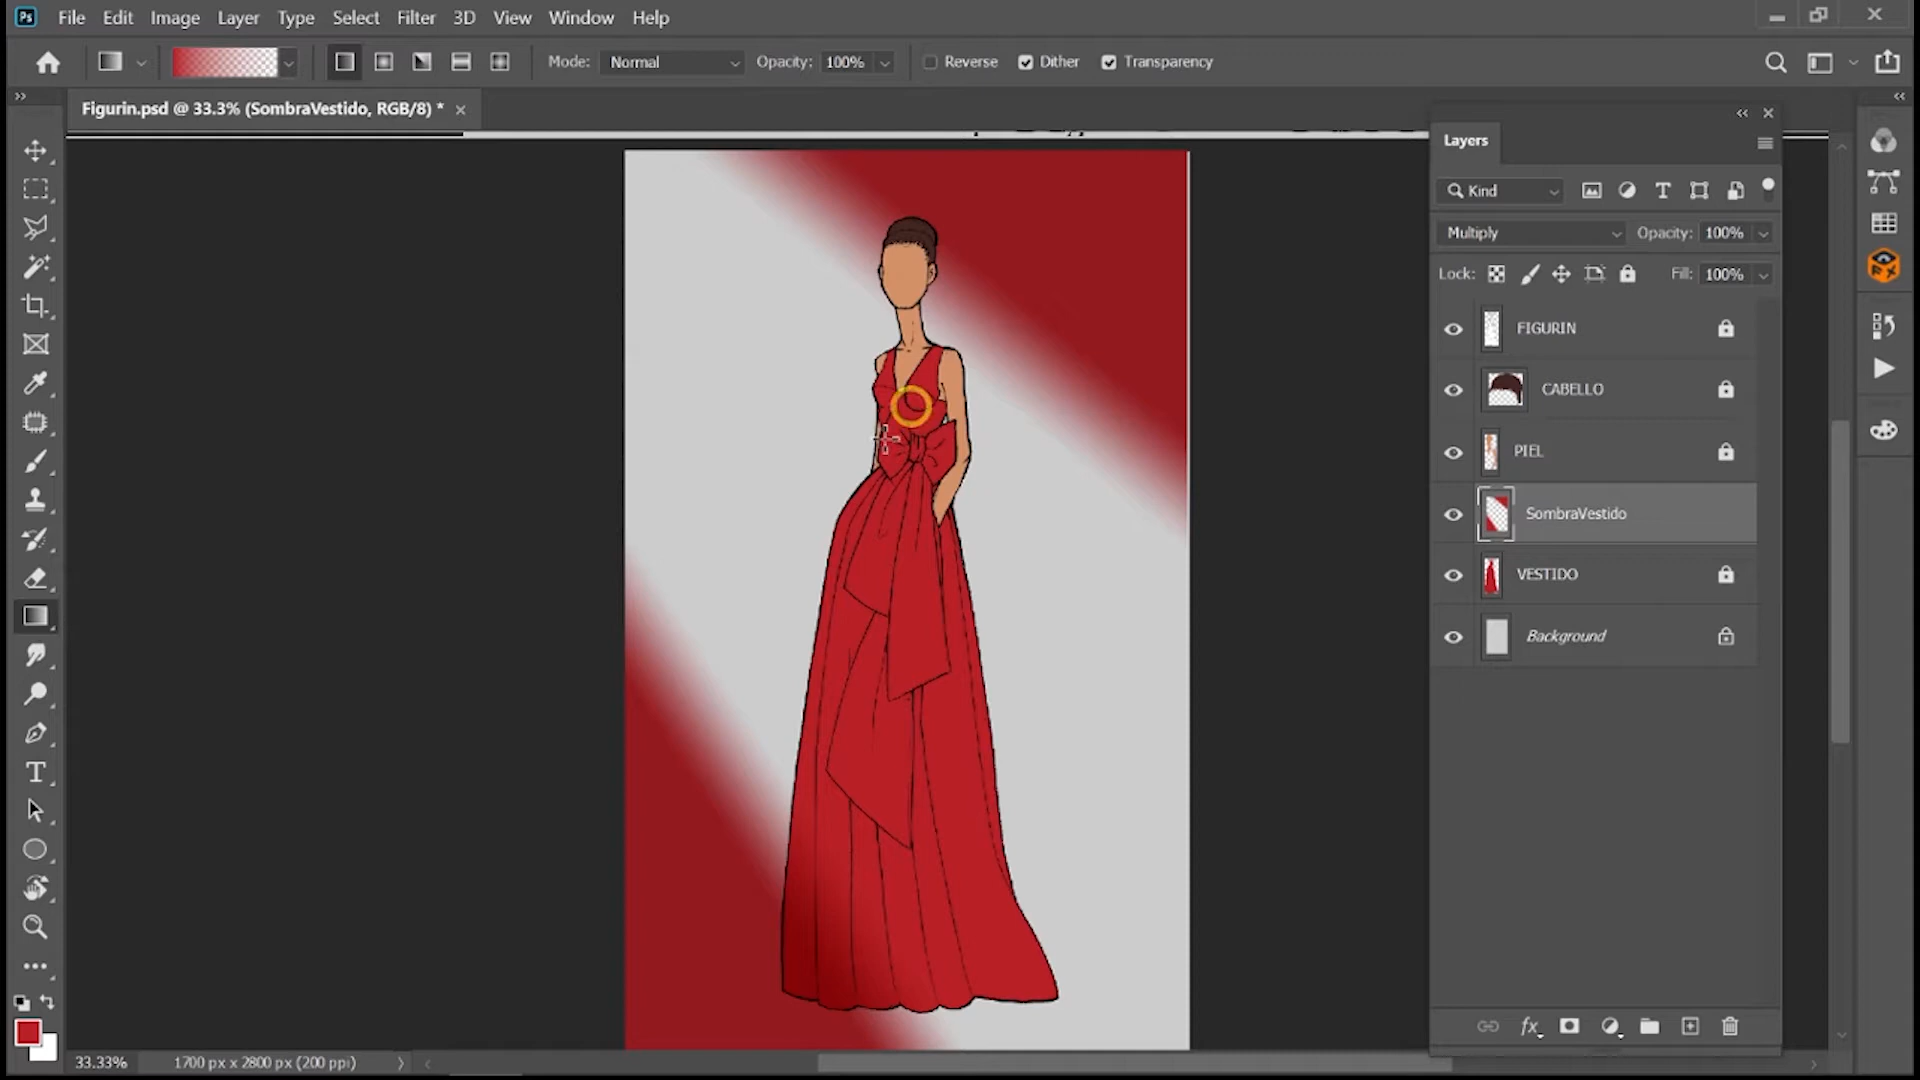 Ps File Edit Image Layer Type Select Filter 3D View Window Help
Mode: Normal Opacity: 100% Reverse Dither Transparency
Figurin.psd @ 33.3% (SombraVestido, RGB/8) *
Layers
Kind
Multiply Opacity: 100%
Lock: Fill: 100%
FIGURIN
CABELLO
PIEL
SombraVestido
VESTIDO
Background
fx
33.33% 1700 px x 2800 px (200 ppi)